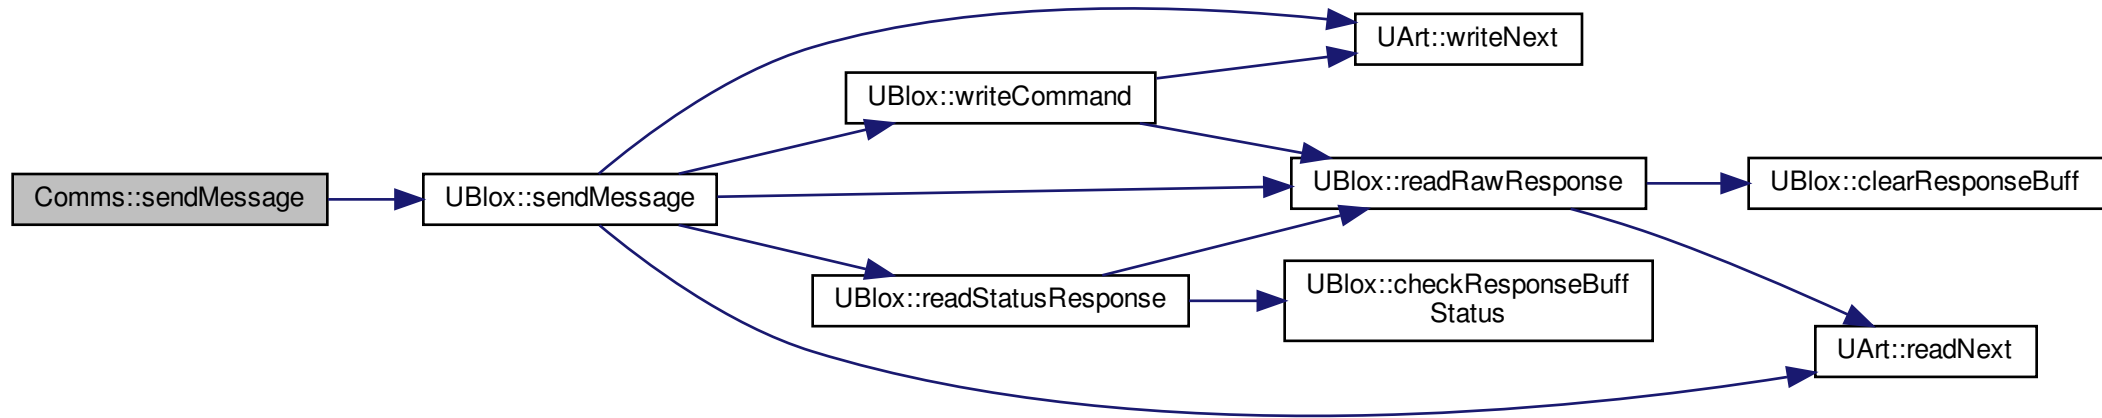 UArt::writeNext
UBlox::writeCommand
Comms::sendMessage
UBlox::sendMessage
UBlox::readRawResponse
UBlox::clearResponseBuff
UBlox::readStatusResponse
UBlox::checkResponseBuff
Status
UArt::readNext